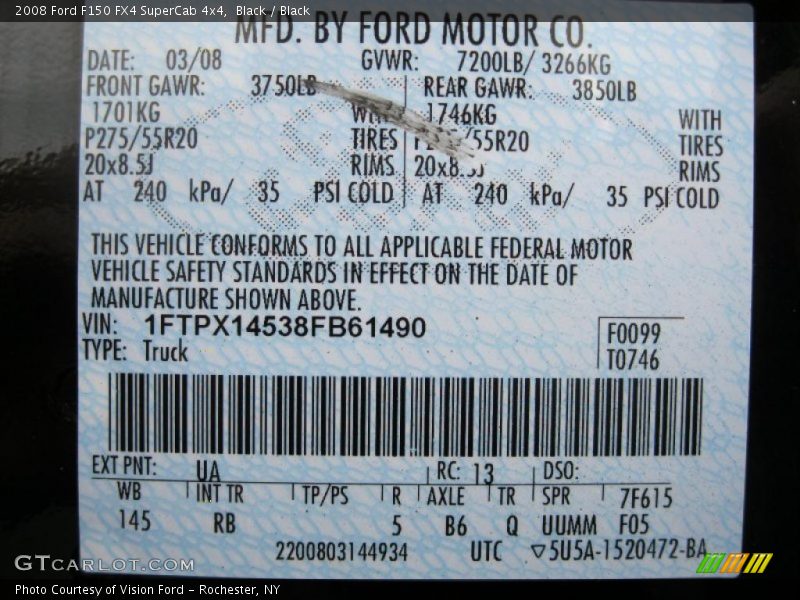 2008 Ford F150 FX4 SuperCab 4x4, Black / Black
MFD. BY FORD MOTOR CO.
DATE: 03/08 GVWR: 7200LB/ 3266KG
FRONT GAWR: 3750LB REAR GAWR: 3850LB
1701KG WITH 1746KG WITH
P275/55R20 TIRES /55R20 TIRES
20x8.5J RIMS 20x8.5J RIMS
AT 240 kPa/ 35 PSI COLD AT 240 kPa/ 35 PSI COLD
THIS VEHICLE CONFORMS TO ALL APPLICABLE FEDERAL MOTOR
VEHICLE SAFETY STANDARDS IN EFFECT ON THE DATE OF
MANUFACTURE SHOWN ABOVE.
VIN: 1FTPX14538FB61490
TYPE: Truck
F0099
T0746
EXT PNT: UA RC: 13 DSO:
WB INT TR TP/PS R AXLE TR SPR 7F615
145 RB 5 B6 Q UUMM F05
2200803144934 UTC ▽5U5A-1520472-BA
GTCARLOT.COM
Photo Courtesy of Vision Ford - Rochester, NY